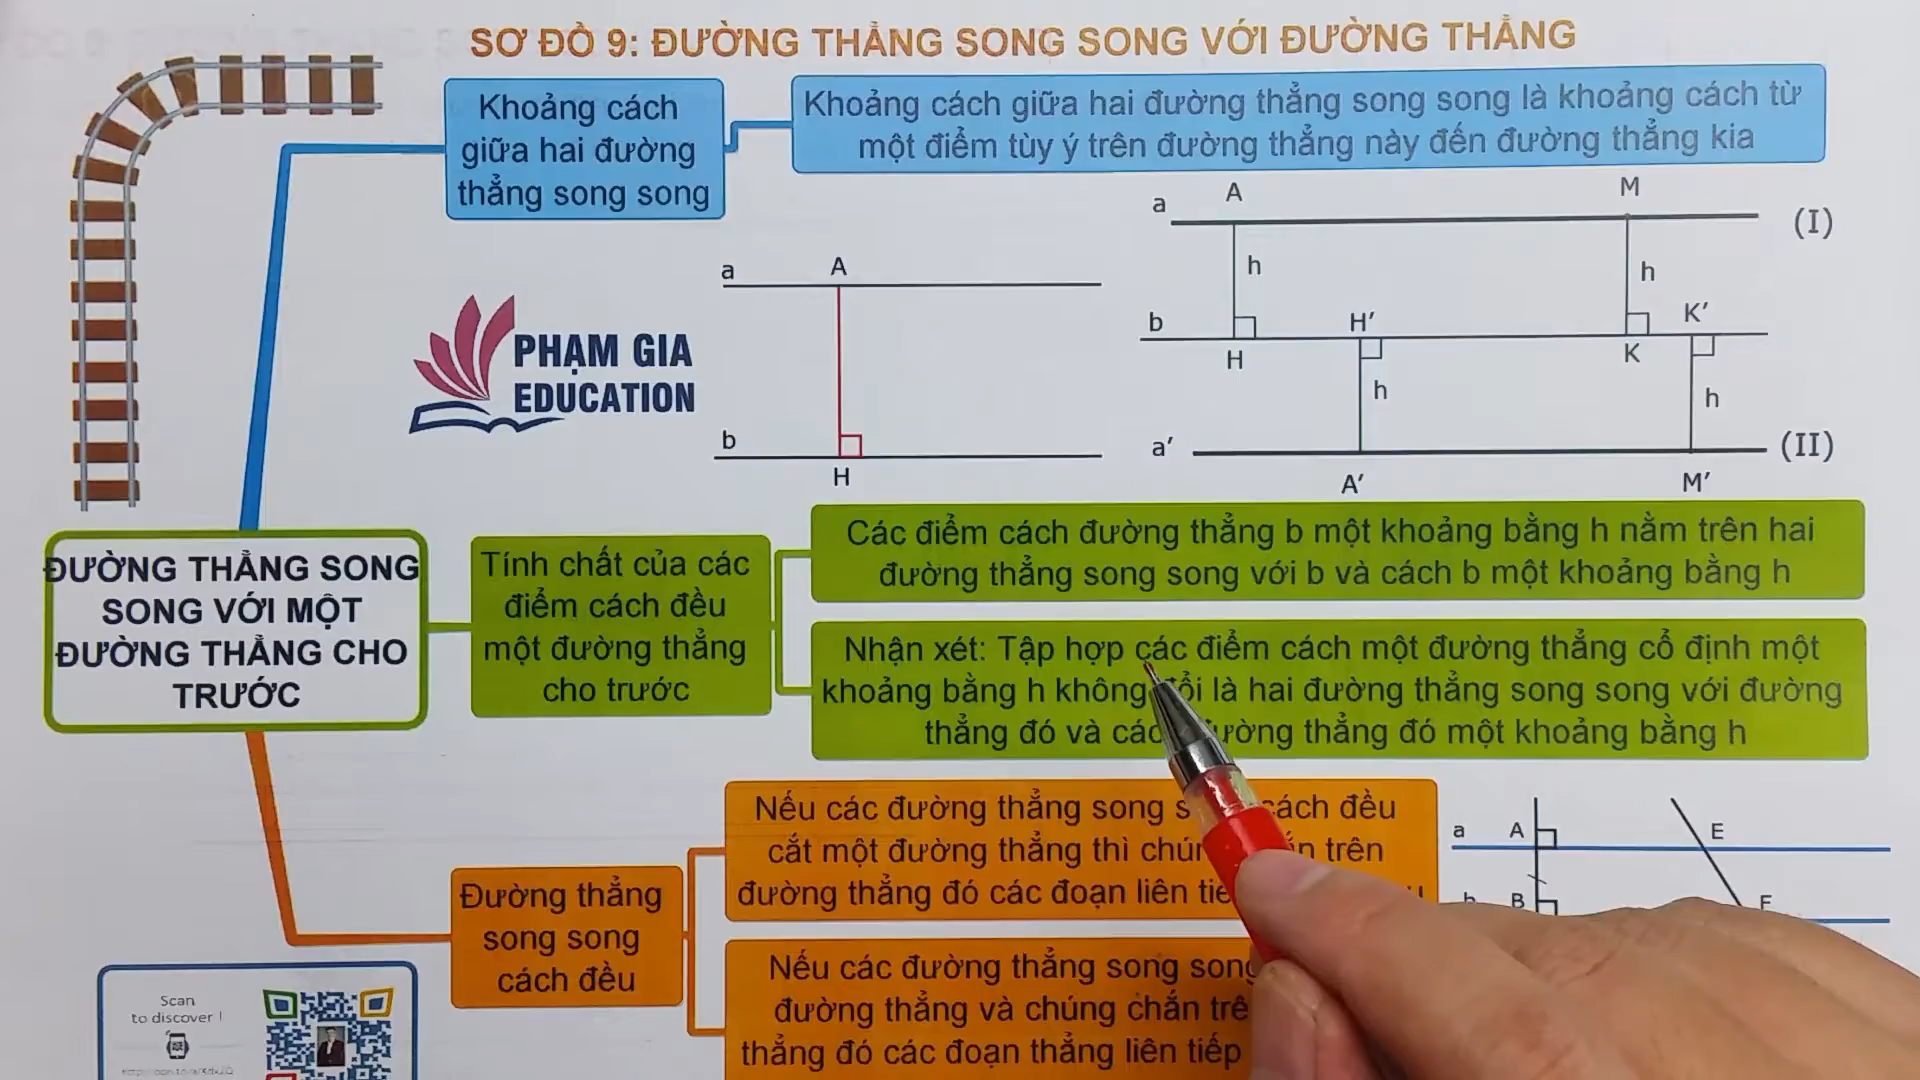 SƠ ĐỒ 9: ĐƯỜNG THẲNG SONG SONG VỚI ĐƯỜNG THẲNG
Khoảng cách
giữa hai đường
thẳng song song
Khoảng cách giữa hai đường thẳng song song là khoảng cách từ
một điểm tùy ý trên đường thẳng này đến đường thẳng kia
a A
b
H
a A M (I)
h h
b H' K'
H K
h h
a' (II)
A' M'
PHẠM GIA
EDUCATION
ĐƯỜNG THẲNG SONG
SONG VỚI MỘT
ĐƯỜNG THẲNG CHO
TRƯỚC
Tính chất của các
điểm cách đều
một đường thẳng
cho trước
Các điểm cách đường thẳng b một khoảng bằng h nằm trên hai
đường thẳng song song với b và cách b một khoảng bằng h
Nhận xét: Tập hợp các điểm cách một đường thẳng cố định một
khoảng bằng h không đổi là hai đường thẳng song song với đường
thẳng đó và các đường thẳng đó một khoảng bằng h
Đường thẳng
song song
cách đều
Nếu các đường thẳng song cách đều
cắt một đường thẳng thì trên
đường thẳng đó các đoạn liên
Nếu các đường thẳng song song
đường thẳng và chúng chắn
thẳng đó các đoạn thẳng liên tiếp
a A E
b B F
Scan
to discover !